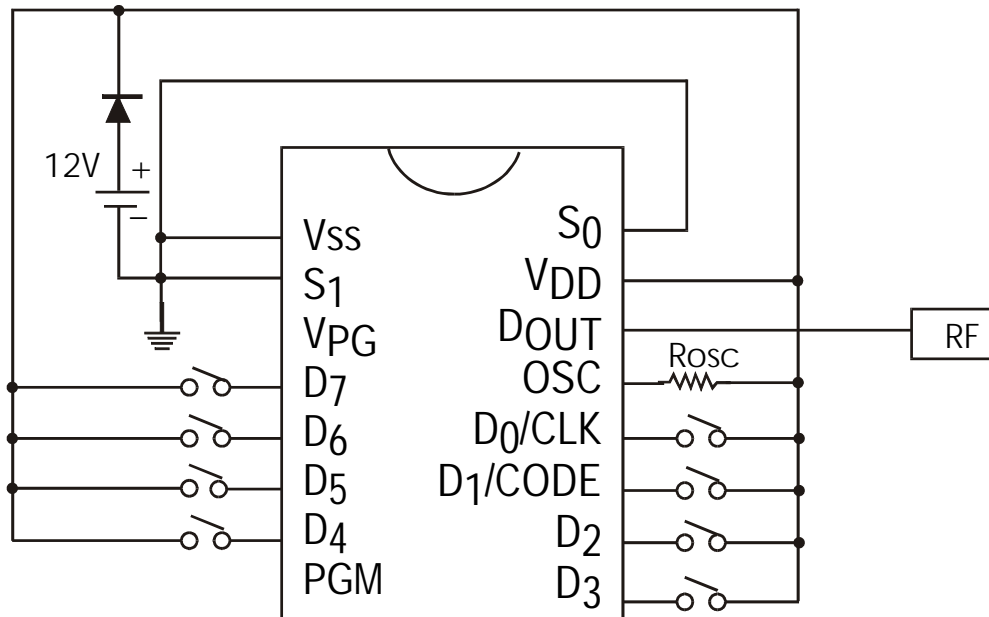 12V
+
−
VSS
S1
VPG
D7
D6
D5
D4
PGM
S0
VDD
DOUT
OSC
D0/CLK
D1/CODE
D2
D3
ROSC
RF